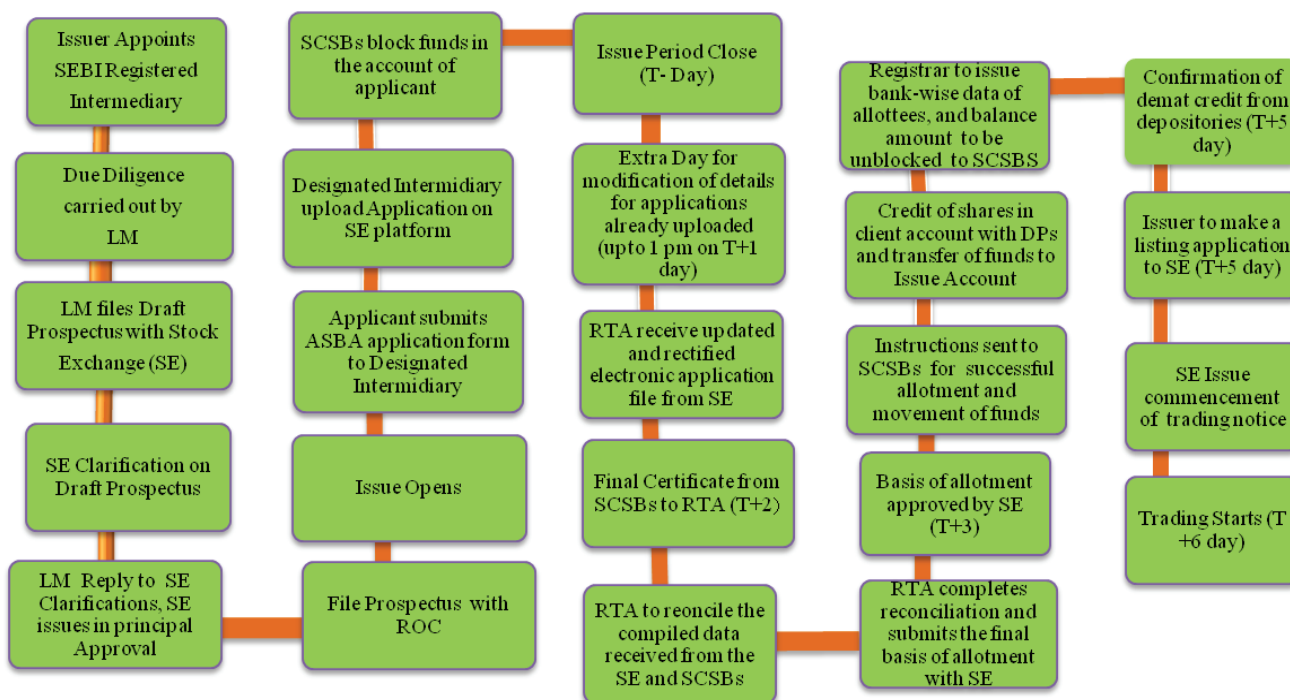 Issuer Appoints
SEBI Registered
Intermediary
Due Diligence
carried out by
LM
LM files Draft
Prospectus with Stock
Exchange (SE)
SE Clarification on
Draft Prospectus
LM Reply to SE
Clarifications, SE
issues in principal
Approval
File Prospectus with
ROC
Issue Opens
Applicant submits
ASBA application form
to Designated
Intermidiary
Designated Intermidiary
upload Application on
SE platform
SCSBs block funds in
the account of
applicant
Issue Period Close
(T- Day)
Extra Day for
modification of details
for applications
already uploaded
(upto 1 pm on T+1
day)
RTA receive updated
and rectified
electronic application
file from SE
Final Certificate from
SCSBs to RTA (T+2)
RTA to reconcile the
compiled data
received from the
SE and SCSBs
RTA completes
reconciliation and
submits the final
basis of allotment
with SE
Basis of allotment
approved by SE
(T+3)
Instructions sent to
SCSBs for successful
allotment and
movement of funds
Credit of shares in
client account with DPs
and transfer of funds to
Issue Account
Registrar to issue
bank-wise data of
allottees, and balance
amount to be
unblocked to SCSBS
Confirmation of
demat credit from
depositories (T+5
day)
Issuer to make a
listing application
to SE (T+5 day)
SE Issue
commencement
of trading notice
Trading Starts (T
+6 day)